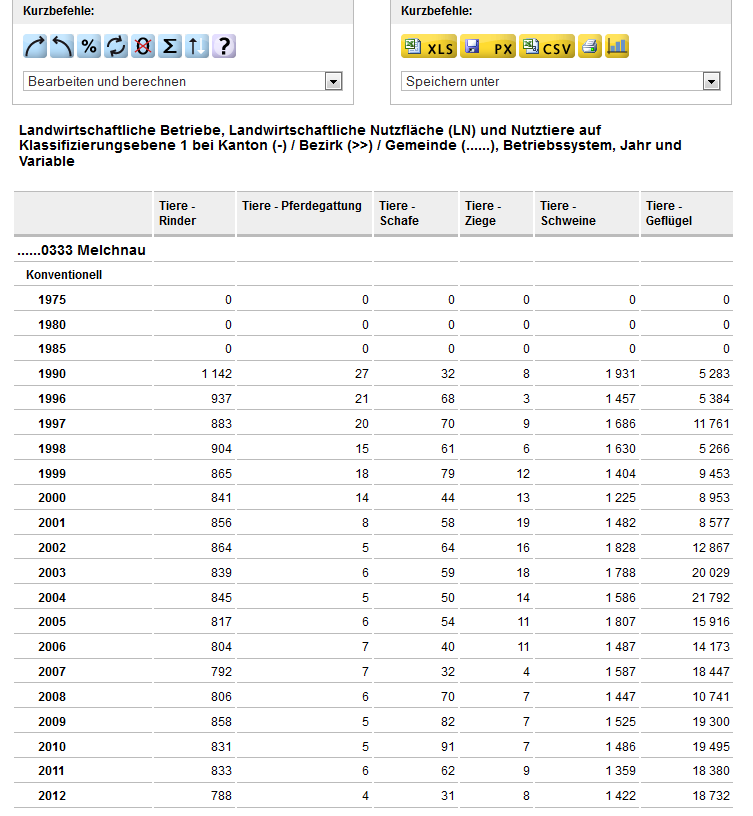 Kurzbefehle:
Kurzbefehle:
% Σ ?
XLS PX CSV
Bearbeiten und berechnen
Speichern unter
Landwirtschaftliche Betriebe, Landwirtschaftliche Nutzfläche (LN) und Nutztiere auf
Klassifizierungsebene 1 bei Kanton (-) / Bezirk (>>) / Gemeinde (......), Betriebssystem, Jahr und
Variable
Tiere - Rinder Tiere - Pferdegattung Tiere - Schafe Tiere - Ziege Tiere - Schweine Tiere - Geflügel
......0333 Melchnau
Konventionell
1975 0 0 0 0 0 0
1980 0 0 0 0 0 0
1985 0 0 0 0 0 0
1990 1 142 27 32 8 1 931 5 283
1996 937 21 68 3 1 457 5 384
1997 883 20 70 9 1 686 11 761
1998 904 15 61 6 1 630 5 266
1999 865 18 79 12 1 404 9 453
2000 841 14 44 13 1 225 8 953
2001 856 8 58 19 1 482 8 577
2002 864 5 64 16 1 828 12 867
2003 839 6 59 18 1 788 20 029
2004 845 5 50 14 1 586 21 792
2005 817 6 54 11 1 807 15 916
2006 804 7 40 11 1 487 14 173
2007 792 7 32 4 1 587 18 447
2008 806 6 70 7 1 447 10 741
2009 858 5 82 7 1 525 19 300
2010 831 5 91 7 1 486 19 495
2011 833 6 62 9 1 359 18 380
2012 788 4 31 8 1 422 18 732